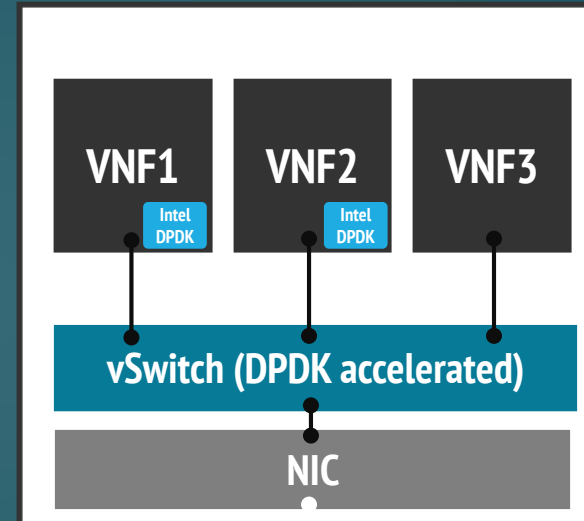 VNF1
Intel
DPDK
VNF2
Intel
DPDK
VNF3
vSwitch (DPDK accelerated)
NIC